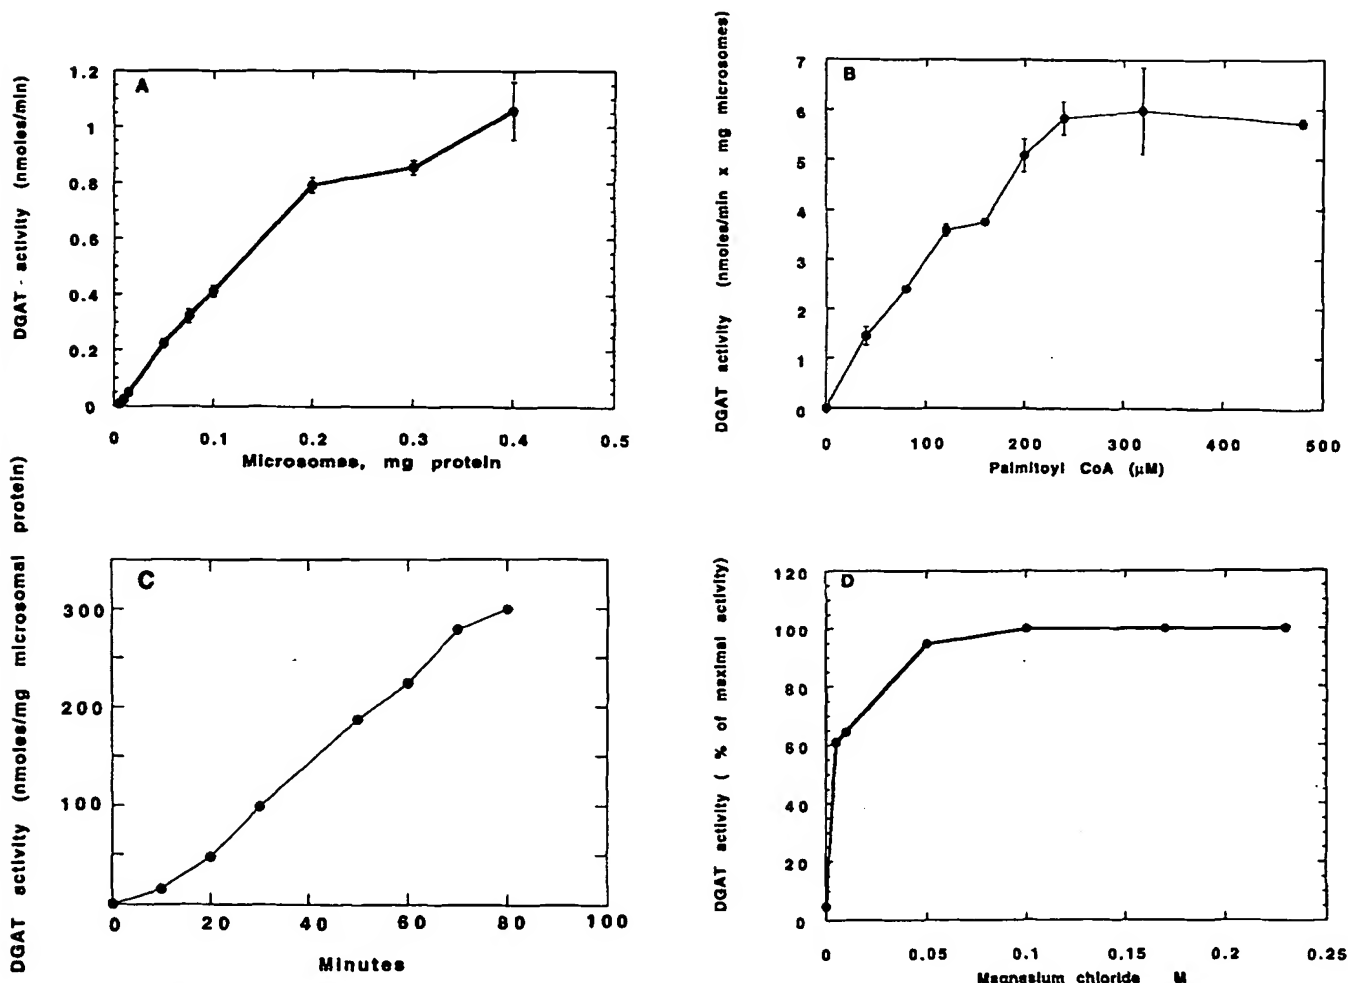 A
DGAT - activity (nmoles/min)
1.2
1
0.8
0.6
0.4
0.2
0
0 0.1 0.2 0.3 0.4 0.5
Microsomes, mg protein
B
DGAT activity (nmoles/min x mg microsomes)
7
6
5
4
3
2
1
0
0 100 200 300 400 500
Palmitoyl CoA (µM)
C
DGAT activity (nmoles/mg microsomal protein)
300
200
100
0 20 40 60 80 100
Minutes
D
DGAT activity ( % of maximal activity)
120
100
80
60
40
20
0
0 0.05 0.1 0.15 0.2 0.25
Magnesium chloride M